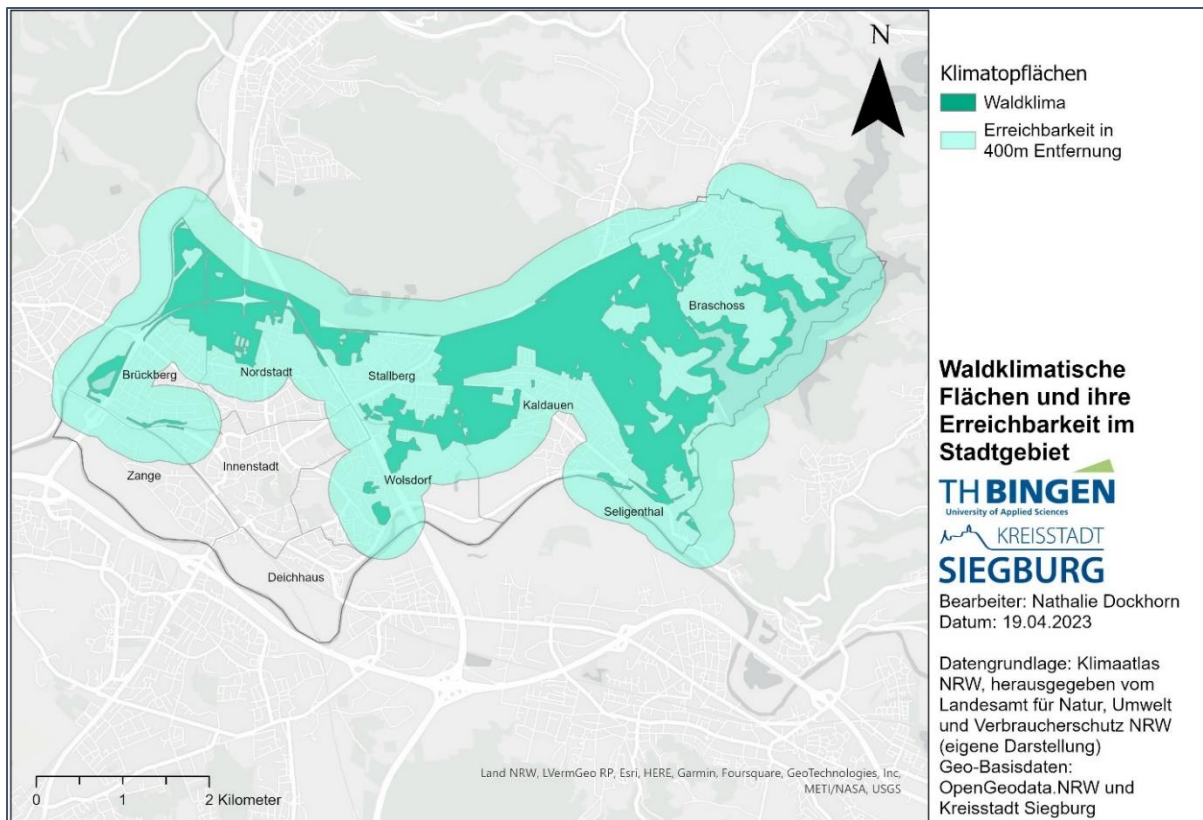 N
Klimatopflächen
Waldklima
Erreichbarkeit in
400m Entfernung
Braschoss
Brückberg
Nordstadt
Stallberg
Kaldauen
Zange
Innenstadt
Wolsdorf
Seligenthal
Deichhaus
Waldklimatische
Flächen und ihre
Erreichbarkeit im
Stadtgebiet
TH BINGEN
University of Applied Sciences
KREISSTADT
SIEGBURG
Bearbeiter: Nathalie Dockhorn
Datum: 19.04.2023
Datengrundlage: Klimaatlas
NRW, herausgegeben vom
Landesamt für Natur, Umwelt
und Verbraucherschutz NRW
(eigene Darstellung)
Geo-Basisdaten:
OpenGeodata.NRW und
Kreisstadt Siegburg
Land NRW, LVermGeo RP, Esri, HERE, Garmin, Foursquare, GeoTechnologies, Inc,
METI/NASA, USGS
0 1 2 Kilometer